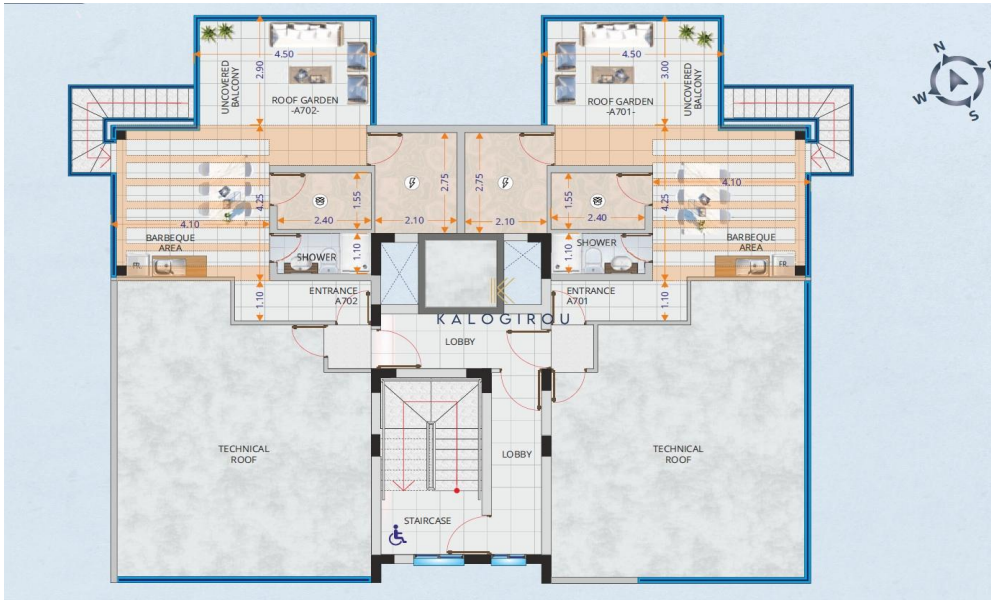 4.50
2.90
UNCOVERED
BALCONY
ROOF GARDEN
-A702-
4.50
3.00
UNCOVERED
BALCONY
ROOF GARDEN
-A701-
N
W
S
2.75
2.75
1.55
1.55
4.25
4.25
4.10
4.10
2.40
2.10
2.10
2.40
BARBEQUE
AREA
BARBEQUE
AREA
SHOWER
1.10
1.10
SHOWER
FR.
FR.
ENTRANCE
A702
1.10
ENTRANCE
A701
1.10
KALOGIROU
LOBBY
TECHNICAL
ROOF
TECHNICAL
ROOF
LOBBY
STAIRCASE